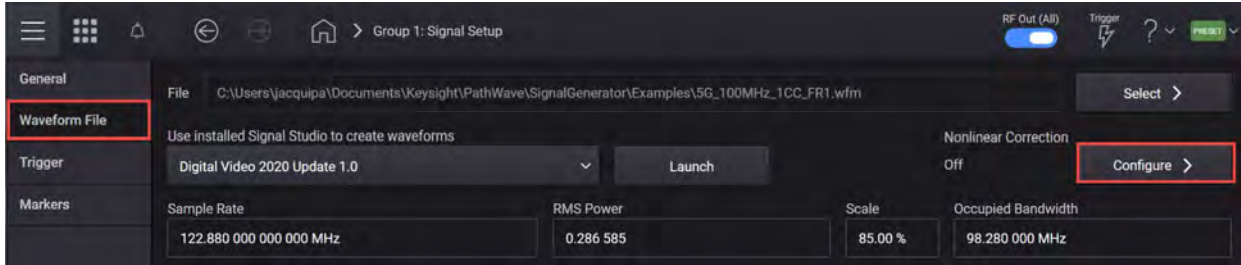 Group 1: Signal Setup
RF Out (All)
Trigger
?
PRESET
General
Waveform File
Trigger
Markers
File C:\Users\jacquipa\Documents\Keysight\PathWave\SignalGenerator\Examples\5G_100MHz_1CC_FR1.wfm
Select
Use installed Signal Studio to create waveforms
Nonlinear Correction
Digital Video 2020 Update 1.0
Launch
Off
Configure
Sample Rate
RMS Power
Scale
Occupied Bandwidth
122.880 000 000 000 MHz
0.286 585
85.00 %
98.280 000 MHz